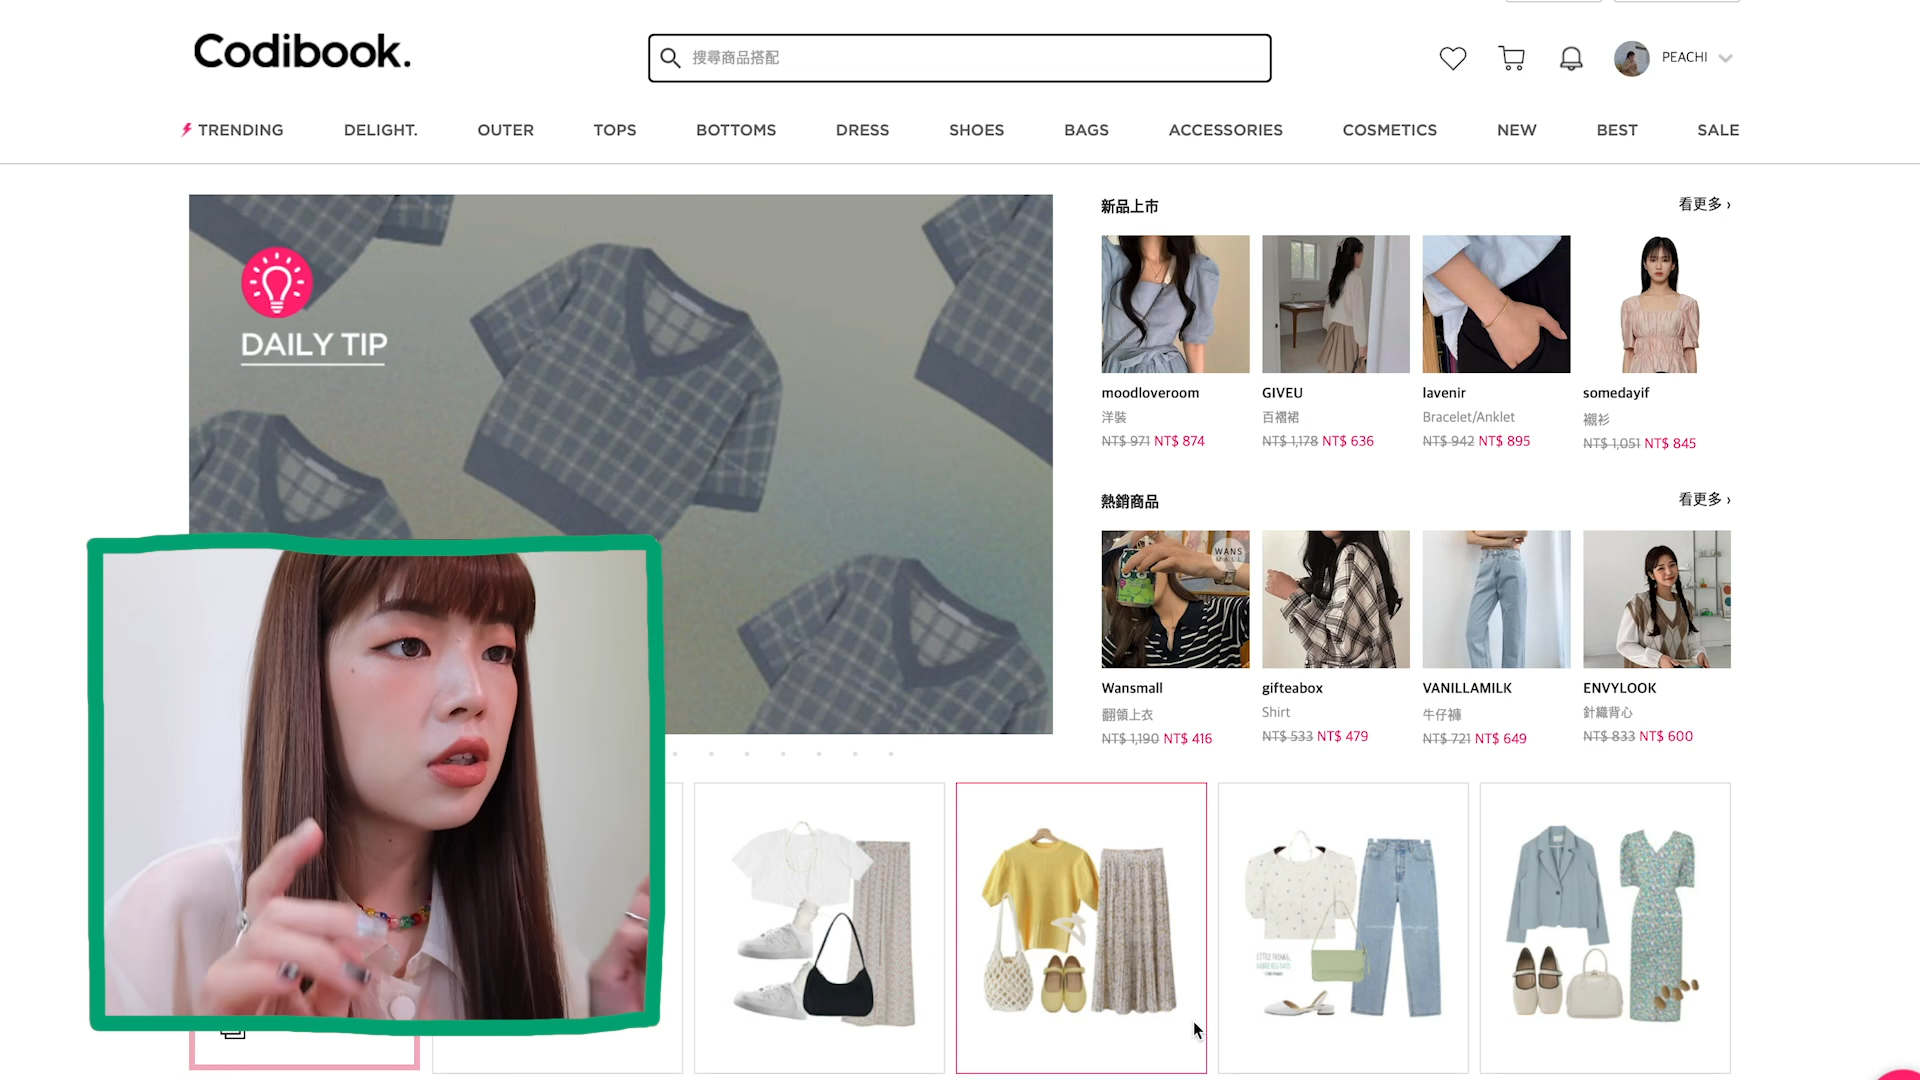 Codibook.
搜尋商品搭配
PEACHI
TRENDING
DELIGHT.
OUTER
TOPS
BOTTOMS
DRESS
SHOES
BAGS
ACCESSORIES
COSMETICS
NEW
BEST
SALE
DAILY TIP
新品上市
看更多 ›
moodloveroom
洋裝
NT$ 971 NT$ 874
GIVEU
百褶裙
NT$ 1,178 NT$ 636
lavenir
Bracelet/Anklet
NT$ 942 NT$ 895
somedayif
襯衫
NT$ 1,051 NT$ 845
熱銷商品
看更多 ›
WANS
MALL
Wansmall
翻領上衣
NT$ 1,190 NT$ 416
gifteabox
Shirt
NT$ 533 NT$ 479
VANILLAMILK
牛仔褲
NT$ 721 NT$ 649
ENVYLOOK
針織背心
NT$ 833 NT$ 600